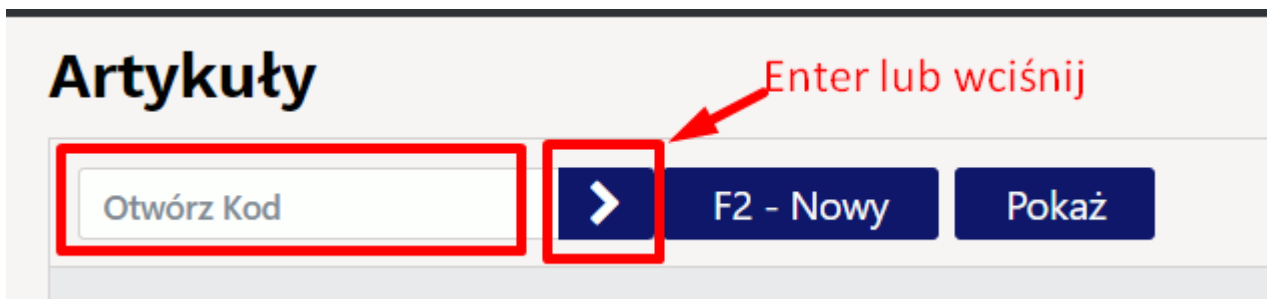 Artykuły
Enter lub wciśnij
Otwórz Kod
F2 - Nowy
Pokaż